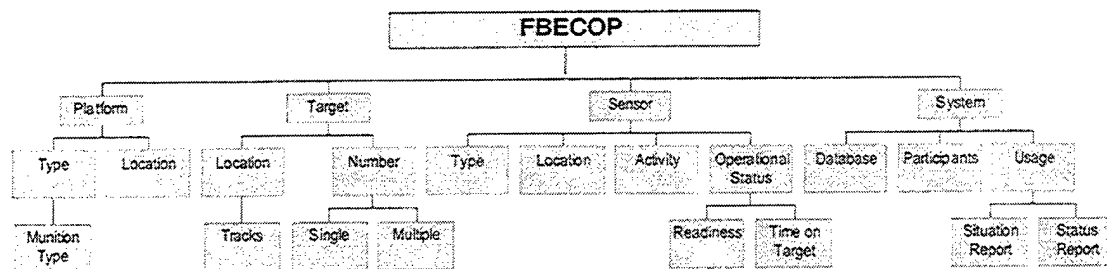 FBECOP
Platform
Target
Sensor
System
Type
Location
Location
Number
Type
Location
Activity
Operational
Status
Database
Participants
Usage
Munition
Type
Tracks
Single
Multiple
Readiness
Time on
Target
Situation
Report
Status
Report